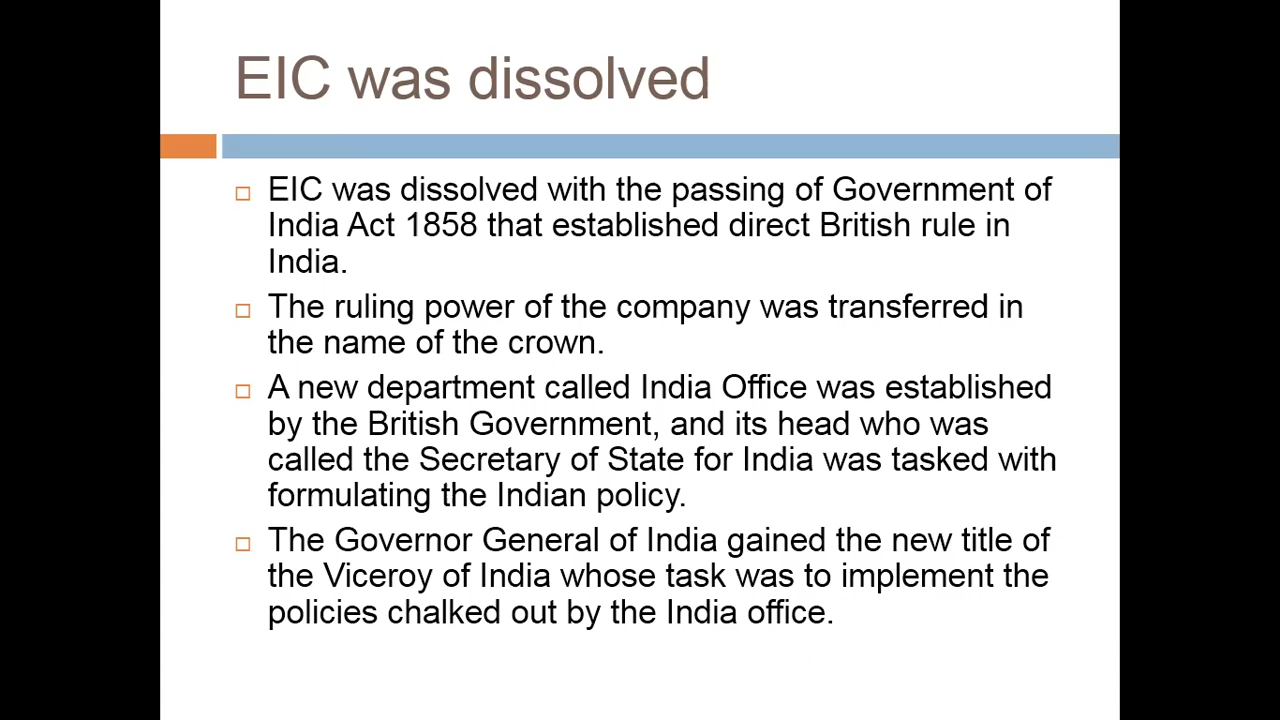 EIC was dissolved
EIC was dissolved with the passing of Government of
India Act 1858 that established direct British rule in
India.
The ruling power of the company was transferred in
the name of the crown.
A new department called India Office was established
by the British Government, and its head who was
called the Secretary of State for India was tasked with
formulating the Indian policy.
The Governor General of India gained the new title of
the Viceroy of India whose task was to implement the
policies chalked out by the India office.